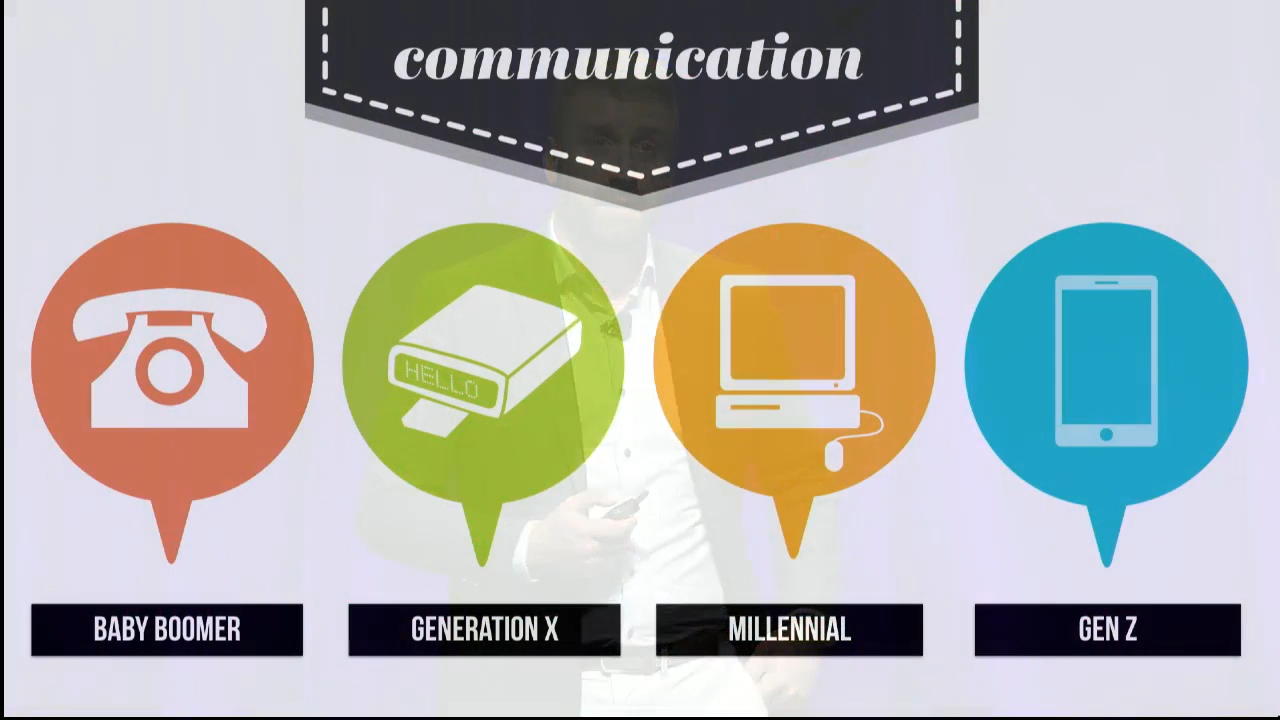 communication
HELLO
BABY BOOMER
GENERATION X
MILLENNIAL
GEN Z